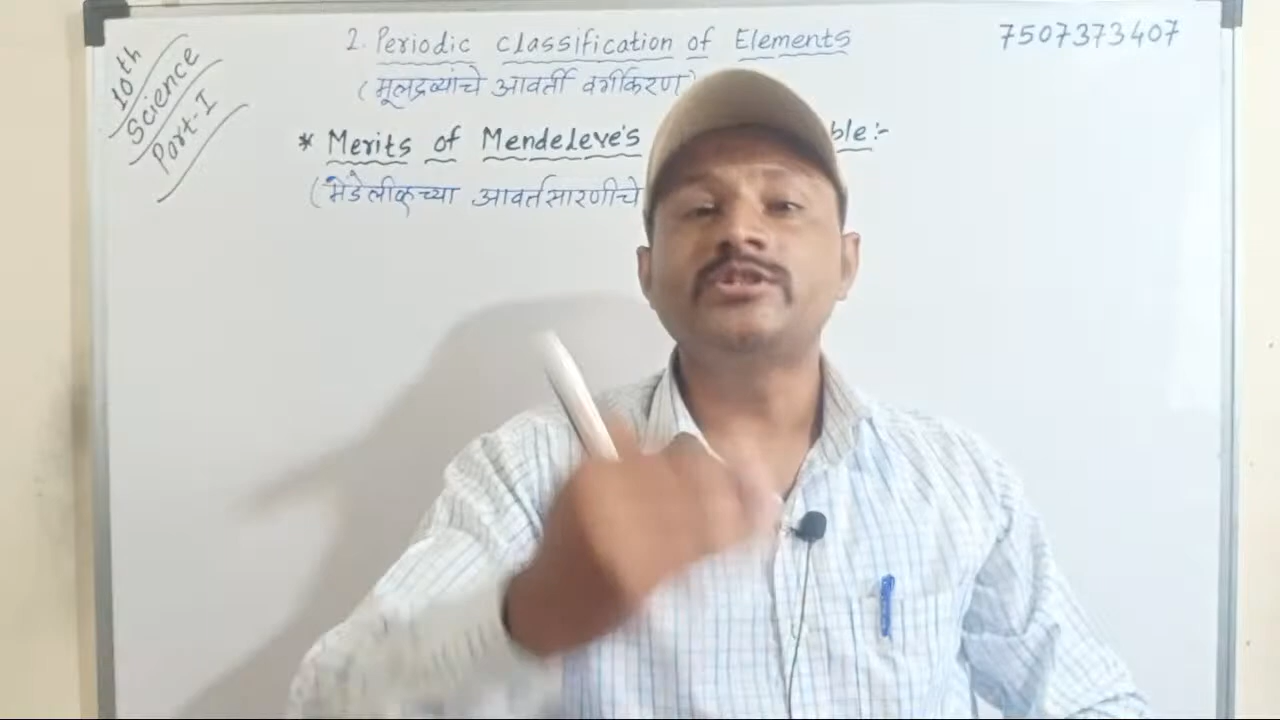 10th
Science
Part-I
2. Periodic Classification of Elements
7507373407
(मूलद्रव्यांचे आवर्ती वर्गीकरण)
* Merits of Mendeleve's ble:-
(मेंडेलीव्हच्या आवर्तसारणीचे